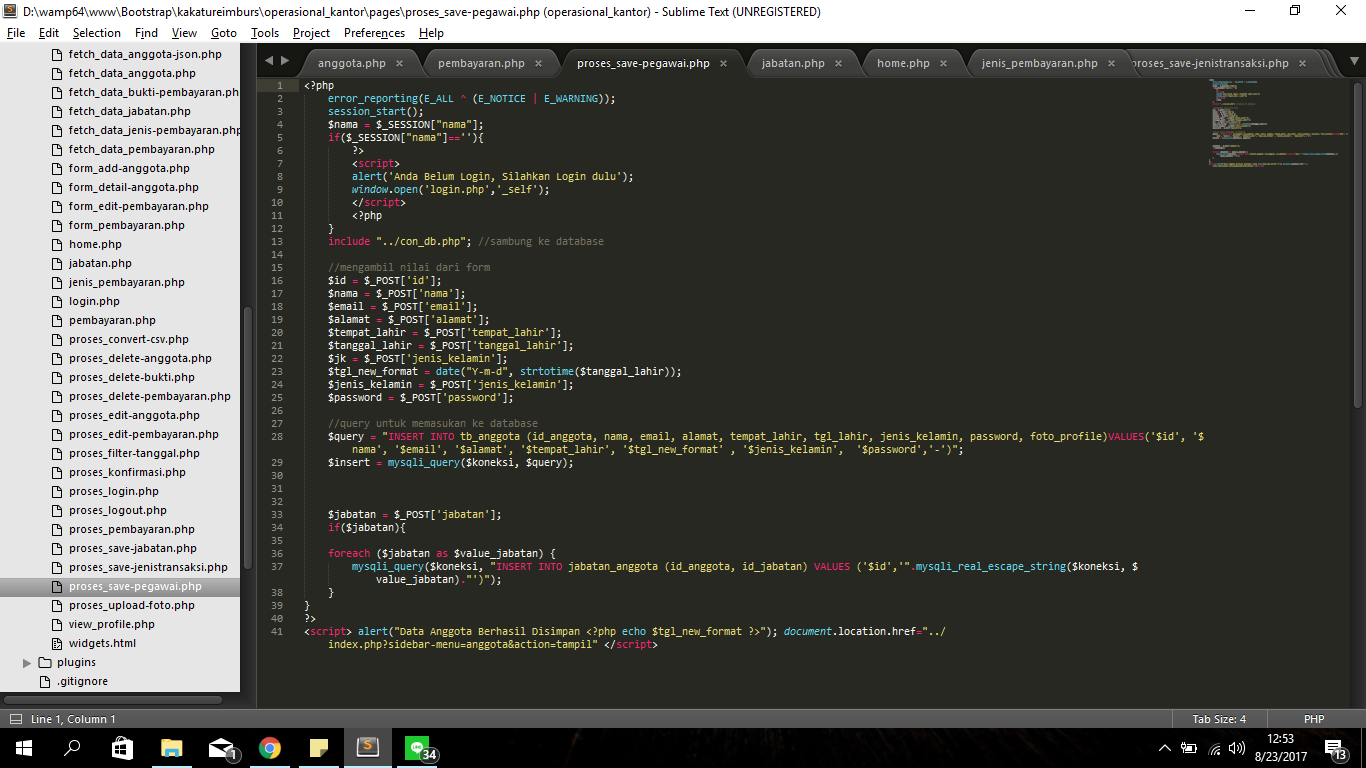 D:\wamp64\www\Bootstrap\kakatureimburs\operasional_kantor\pages\proses_save-pegawai.php (operasional_kantor) - Sublime Text (UNREGISTERED)
File Edit Selection Find View Goto Tools Project Preferences Help
fetch_data_anggota-json.php
fetch_data_anggota.php
fetch_data_bukti-pembayaran.ph
fetch_data_jabatan.php
fetch_data_jenis-pembayaran.php
fetch_data_pembayaran.php
form_add-anggota.php
form_detail-anggota.php
form_edit-pembayaran.php
form_pembayaran.php
home.php
jabatan.php
jenis_pembayaran.php
login.php
pembayaran.php
proses_convert-csv.php
proses_delete-anggota.php
proses_delete-bukti.php
proses_delete-pembayaran.php
proses_edit-anggota.php
proses_edit-pembayaran.php
proses_filter-tanggal.php
proses_konfirmasi.php
proses_login.php
proses_logout.php
proses_pembayaran.php
proses_save-jabatan.php
proses_save-jenistransaksi.php
proses_save-pegawai.php
proses_upload-foto.php
view_profile.php
widgets.html
plugins
.gitignore
anggota.php × pembayaran.php × proses_save-pegawai.php × jabatan.php × home.php × jenis_pembayaran.php × proses_save-jenistransaksi.php ×
1 <?php
2 error_reporting(E_ALL ^ (E_NOTICE | E_WARNING));
3 session_start();
4 $nama = $_SESSION["nama"];
5 if($_SESSION["nama"]==''){
6 ?>
7 <script>
8 alert('Anda Belum Login, Silahkan Login dulu');
9 window.open('login.php','_self');
10 </script>
11 <?php
12 }
13 include "../con_db.php"; //sambung ke database
14
15 //mengambil nilai dari form
16 $id = $_POST['id'];
17 $nama = $_POST['nama'];
18 $email = $_POST['email'];
19 $alamat = $_POST['alamat'];
20 $tempat_lahir = $_POST['tempat_lahir'];
21 $tanggal_lahir = $_POST['tanggal_lahir'];
22 $jk = $_POST['jenis_kelamin'];
23 $tgl_new_format = date("Y-m-d", strtotime($tanggal_lahir));
24 $jenis_kelamin = $_POST['jenis_kelamin'];
25 $password = $_POST['password'];
26
27 //query untuk memasukan ke database
28 $query = "INSERT INTO tb_anggota (id_anggota, nama, email, alamat, tempat_lahir, tgl_lahir, jenis_kelamin, password, foto_profile)VALUES('$id', '$
nama', '$email', '$alamat', '$tempat_lahir', '$tgl_new_format' , '$jenis_kelamin',  '$password','-')";
29 $insert = mysqli_query($koneksi, $query);
30
31
32
33 $jabatan = $_POST['jabatan'];
34 if($jabatan){
35
36 foreach ($jabatan as $value_jabatan) {
37 mysqli_query($koneksi, "INSERT INTO jabatan_anggota (id_anggota, id_jabatan) VALUES ('$id','".mysqli_real_escape_string($koneksi, $
value_jabatan)."')");
38 }
39 }
40 ?>
41 <script> alert("Data Anggota Berhasil Disimpan <?php echo $tgl_new_format ?>"); document.location.href="../
index.php?sidebar-menu=anggota&action=tampil" </script>
Line 1, Column 1 Tab Size: 4 PHP
1 34 12:53
8/23/2017 13